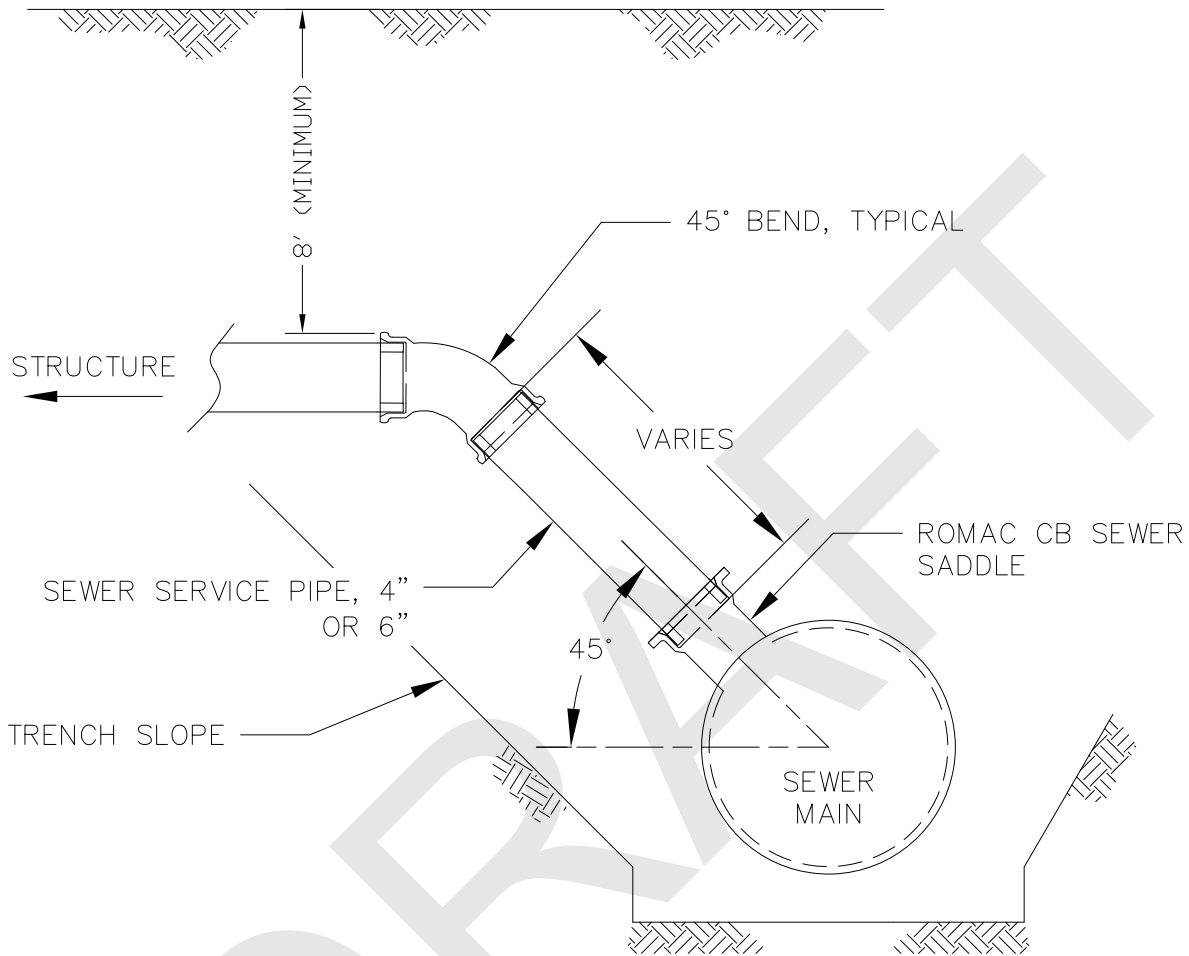 8' (MINIMUM)
45° BEND, TYPICAL
STRUCTURE
VARIES
ROMAC CB SEWER
SADDLE
SEWER SERVICE PIPE, 4”
OR 6”
45°
TRENCH SLOPE
SEWER
MAIN
DRAFT